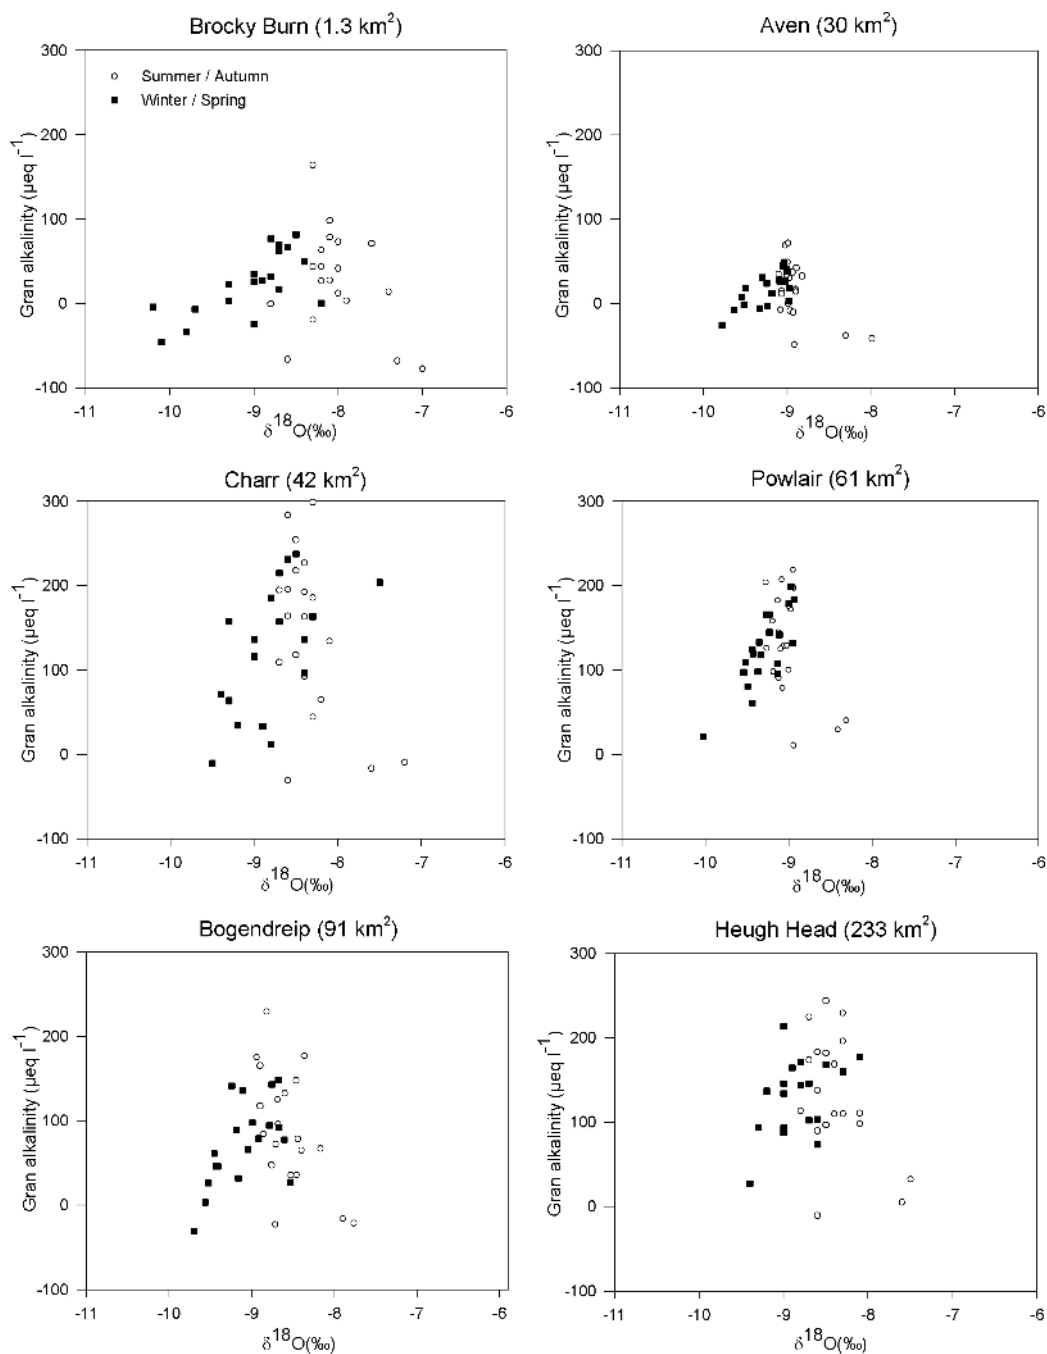 Brocky Burn (1.3 km²)
300
Summer / Autumn
Winter / Spring
200
100
0
-100
Gran alkalinity (µeq l⁻¹)
-11 -10 -9 -8 -7 -6
δ¹⁸O(‰)
Aven (30 km²)
300
200
100
0
-100
Gran alkalinity (µeq l⁻¹)
-11 -10 -9 -8 -7 -6
δ¹⁸O(‰)
Charr (42 km²)
300
200
100
0
-100
Gran alkalinity (µeq l⁻¹)
-11 -10 -9 -8 -7 -6
δ¹⁸O(‰)
Powlair (61 km²)
300
200
100
0
-100
Gran alkalinity (µeq l⁻¹)
-11 -10 -9 -8 -7 -6
δ¹⁸O(‰)
Bogendreip (91 km²)
300
200
100
0
-100
Gran alkalinity (µeq l⁻¹)
-11 -10 -9 -8 -7 -6
δ¹⁸O(‰)
Heugh Head (233 km²)
300
200
100
0
-100
Gran alkalinity (µeq l⁻¹)
-11 -10 -9 -8 -7 -6
δ¹⁸O(‰)